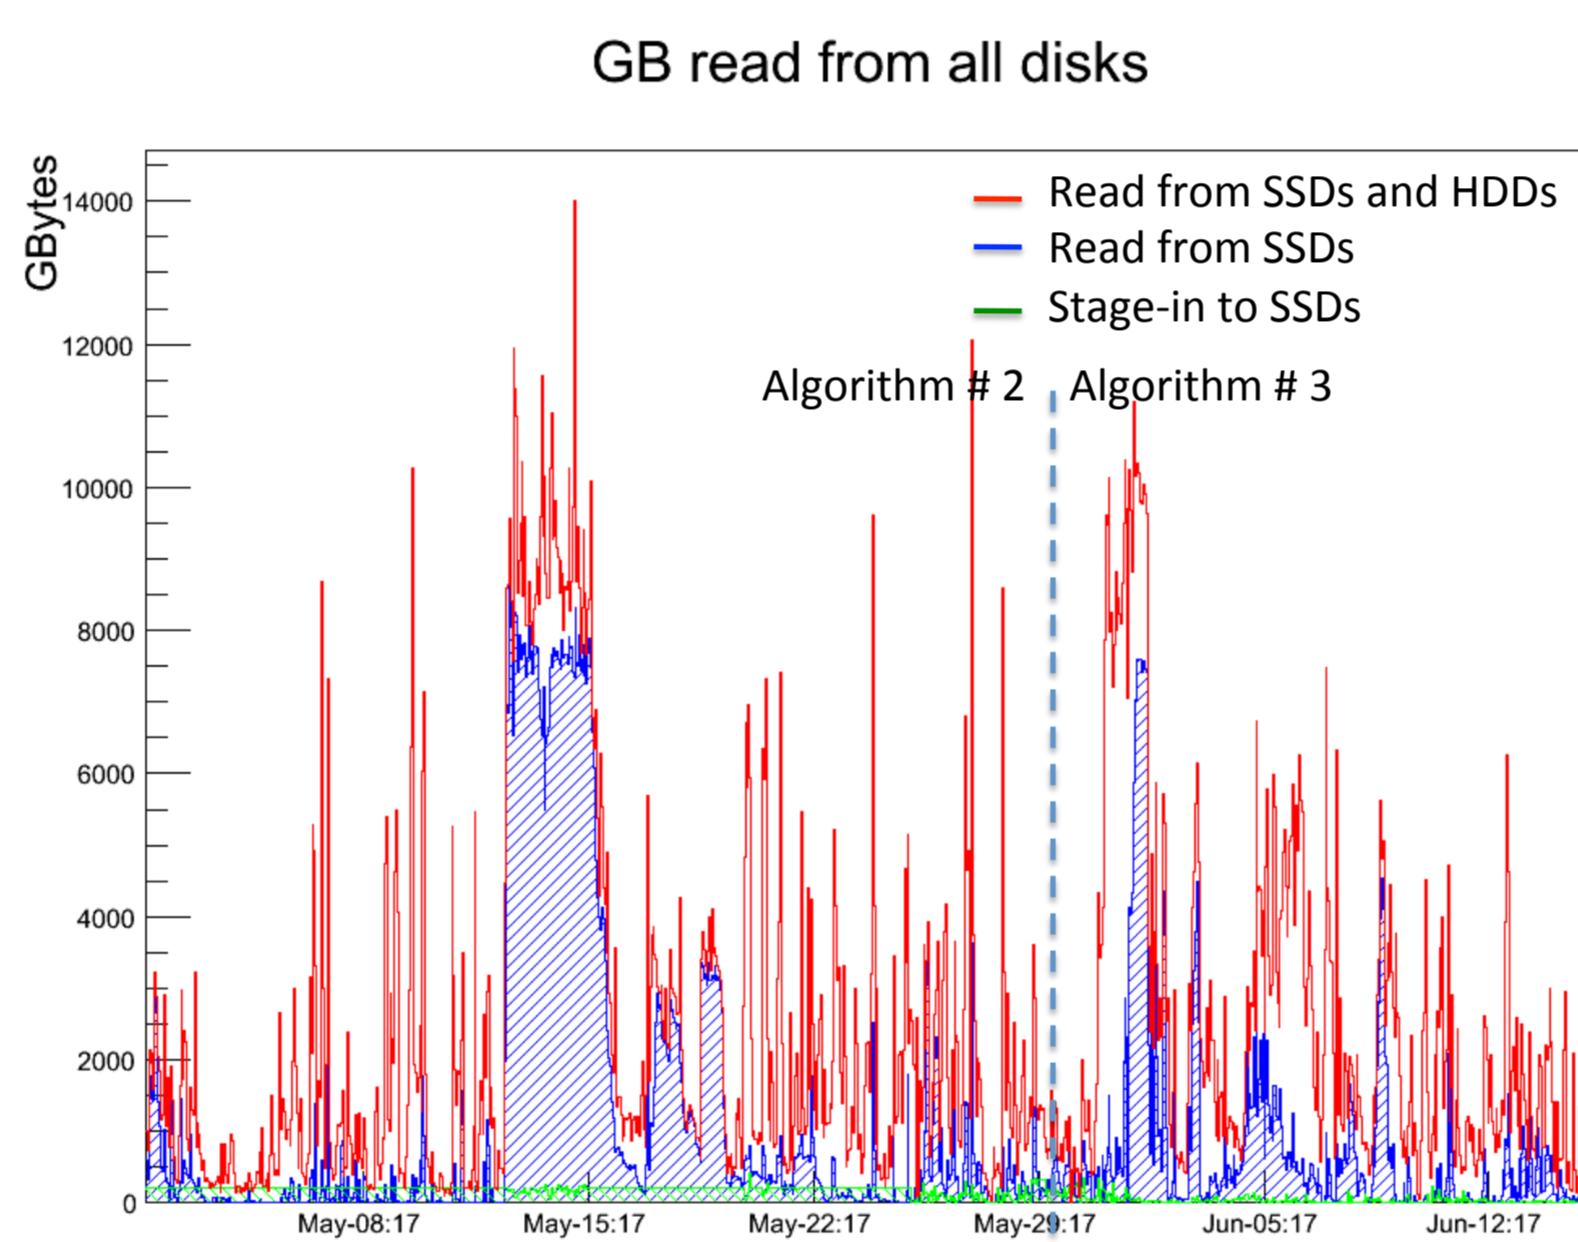 GB read from all disks
GBytes
14000
12000
10000
8000
6000
4000
2000
0
Read from SSDs and HDDs
Read from SSDs
Stage-in to SSDs
Algorithm # 2
Algorithm # 3
May-08:17
May-15:17
May-22:17
May-29:17
Jun-05:17
Jun-12:17